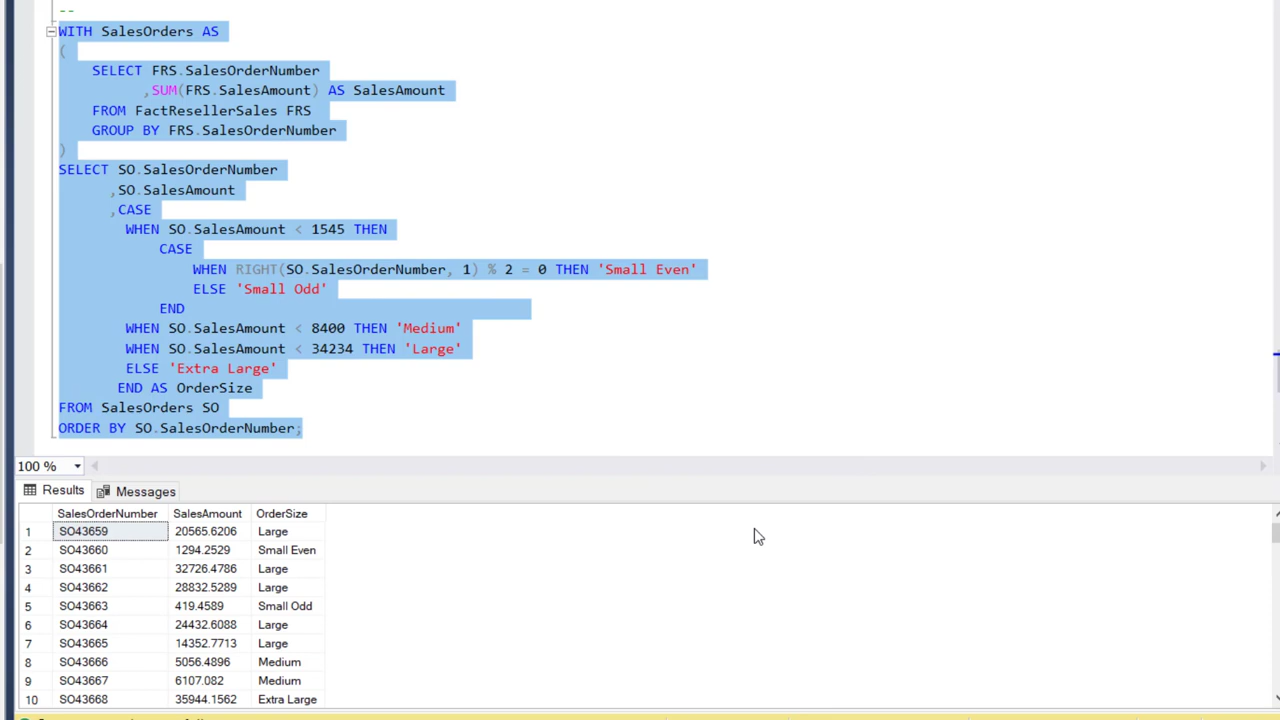 --
WITH SalesOrders AS
(
SELECT FRS.SalesOrderNumber
,SUM(FRS.SalesAmount) AS SalesAmount
FROM FactResellerSales FRS
GROUP BY FRS.SalesOrderNumber
)
SELECT SO.SalesOrderNumber
,SO.SalesAmount
,CASE
WHEN SO.SalesAmount < 1545 THEN
CASE
WHEN RIGHT(SO.SalesOrderNumber, 1) % 2 = 0 THEN 'Small Even'
ELSE 'Small Odd'
END
WHEN SO.SalesAmount < 8400 THEN 'Medium'
WHEN SO.SalesAmount < 34234 THEN 'Large'
ELSE 'Extra Large'
END AS OrderSize
FROM SalesOrders SO
ORDER BY SO.SalesOrderNumber;
100 %
Results Messages
SalesOrderNumber SalesAmount OrderSize
1 SO43659 20565.6206 Large
2 SO43660 1294.2529 Small Even
3 SO43661 32726.4786 Large
4 SO43662 28832.5289 Large
5 SO43663 419.4589 Small Odd
6 SO43664 24432.6088 Large
7 SO43665 14352.7713 Large
8 SO43666 5056.4896 Medium
9 SO43667 6107.082 Medium
10 SO43668 35944.1562 Extra Large